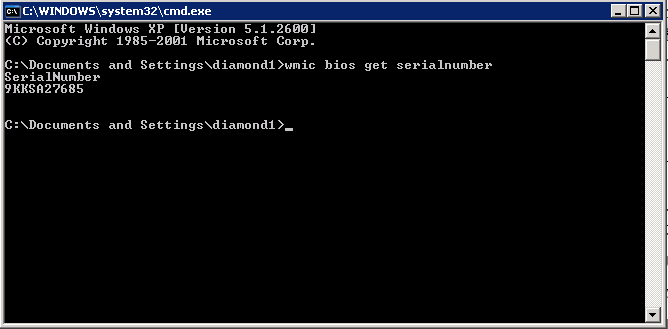 C:\WINDOWS\system32\cmd.exe
Microsoft Windows XP [Version 5.1.2600]
(C) Copyright 1985-2001 Microsoft Corp.
C:\Documents and Settings\diamond1>wmic bios get serialnumber
SerialNumber
9KKSA27685
C:\Documents and Settings\diamond1>_